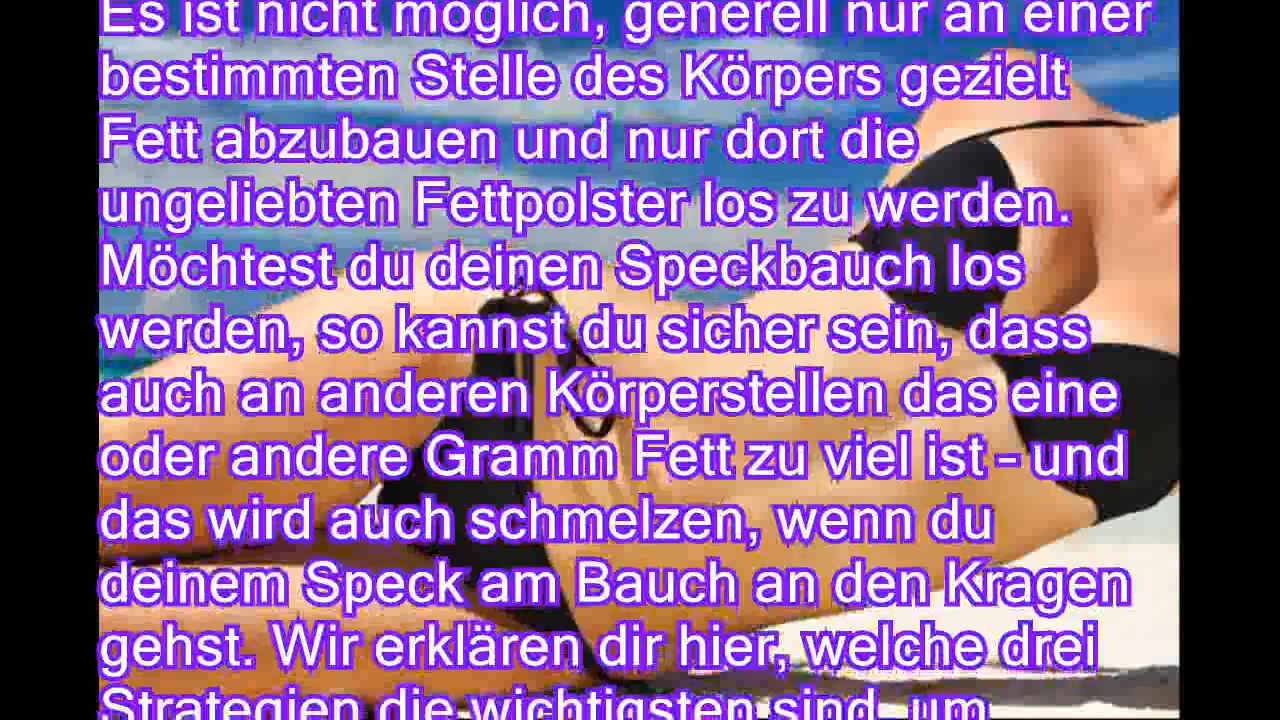 Es ist nicht möglich, generell nur an einer
bestimmten Stelle des Körpers gezielt
Fett abzubauen und nur dort die
ungeliebten Fettpolster los zu werden.
Möchtest du deinen Speckbauch los
werden, so kannst du sicher sein, dass
auch an anderen Körperstellen das eine
oder andere Gramm Fett zu viel ist - und
das wird auch schmelzen, wenn du
deinem Speck am Bauch an den Kragen
gehst. Wir erklären dir hier, welche drei
Strategien die wichtigsten sind, um